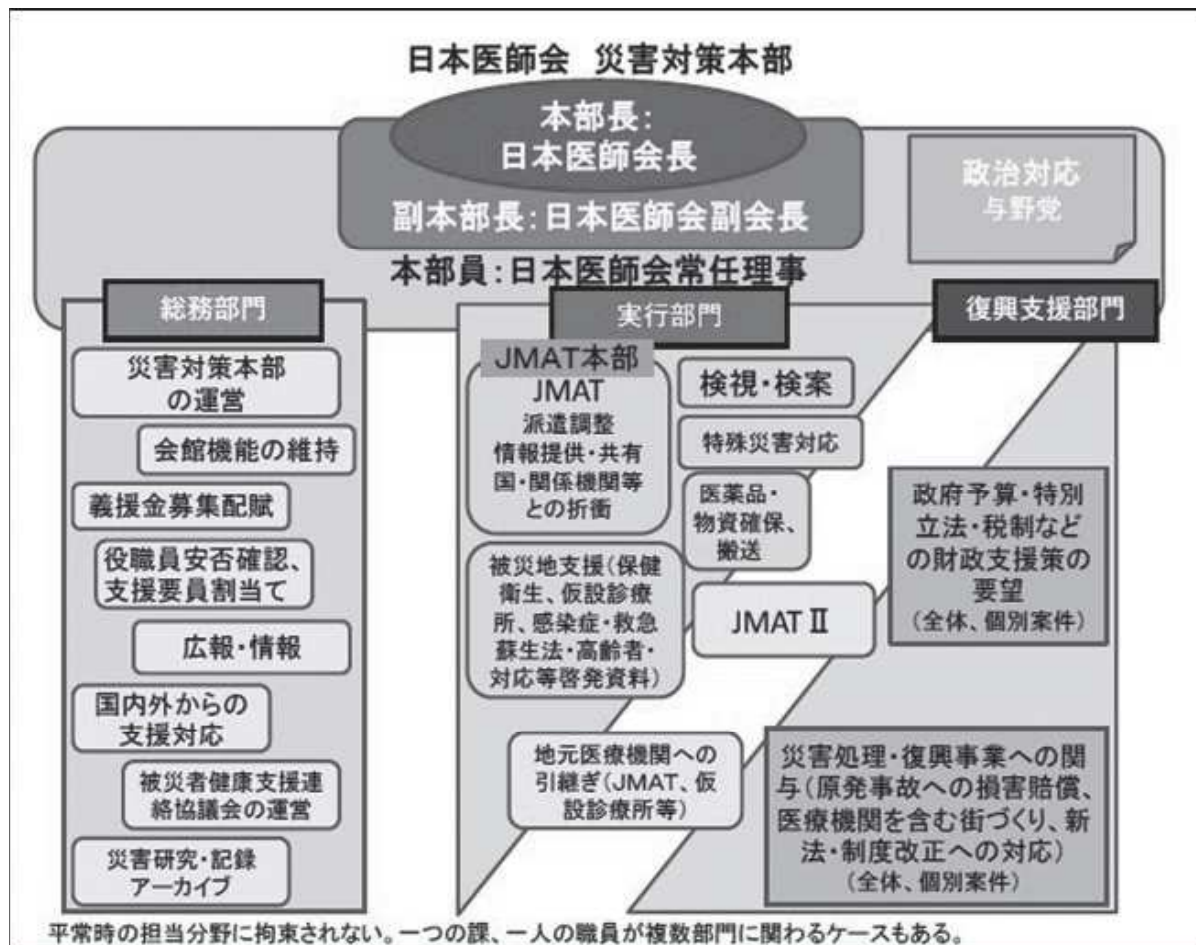 日本医師会 災害対策本部
本部長:
日本医師会長
副本部長:日本医師会副会長
本部員:日本医師会常任理事
政治対応
与野党
総務部門
災害対策本部
の運営
会館機能の維持
義援金募集配賦
役職員安否確認、
支援要員割当て
広報・情報
国内外からの
支援対応
被災者健康支援連
絡協議会の運営
災害研究・記録
アーカイブ
実行部門
JMAT本部
JMAT
派遣調整
情報提供・共有
国・関係機関等
との折衝
検視・検案
特殊災害対応
医薬品・
物資確保、
搬送
被災地支援(保健
衛生、仮設診療
所、感染症・救急
蘇生法・高齢者・
対応等啓発資料)
JMAT Ⅱ
地元医療機関への
引継ぎ(JMAT、仮
設診療所等)
復興支援部門
政府予算・特別
立法・税制など
の財政支援策の
要望
(全体、個別案件)
災害処理・復興事業への関
与(原発事故への損害賠償、
医療機関を含む街づくり、新
法・制度改正への対応)
(全体、個別案件)
平常時の担当分野に拘束されない。一つの課、一人の職員が複数部門に関わるケースもある。